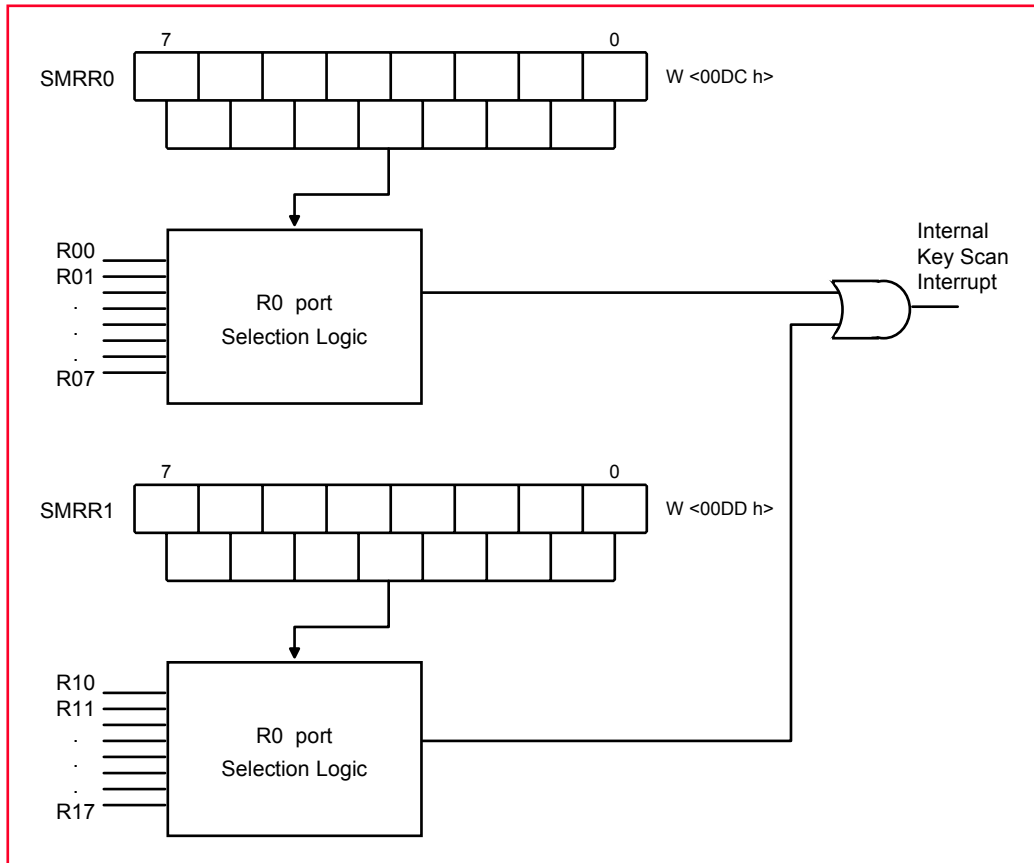 7 0
SMRR0
W <00DC h>
R00
R01
.
.
.
R07
R0 port
Selection Logic
Internal
Key Scan
Interrupt
7 0
SMRR1
W <00DD h>
R10
R11
.
.
.
R17
R0 port
Selection Logic